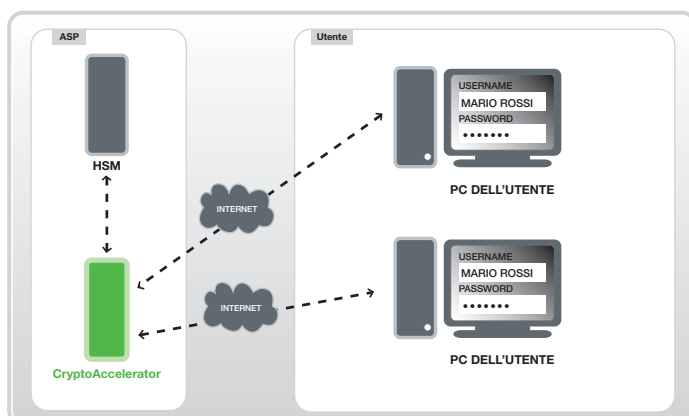 ASP
Utente
HSM
CryptoAccelerator
INTERNET
INTERNET
USERNAME
MARIO ROSSI
PASSWORD
•••••••
PC DELL'UTENTE
USERNAME
MARIO ROSSI
PASSWORD
•••••••
PC DELL'UTENTE